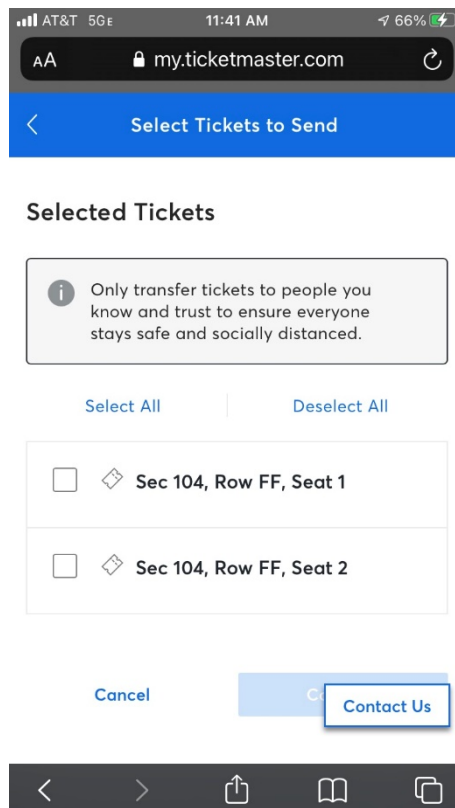 AT&T 5GE 11:41 AM 66%
AA my.ticketmaster.com
Select Tickets to Send
Selected Tickets
i Only transfer tickets to people you
know and trust to ensure everyone
stays safe and socially distanced.
Select All Deselect All
Sec 104, Row FF, Seat 1
Sec 104, Row FF, Seat 2
Cancel
Contact Us